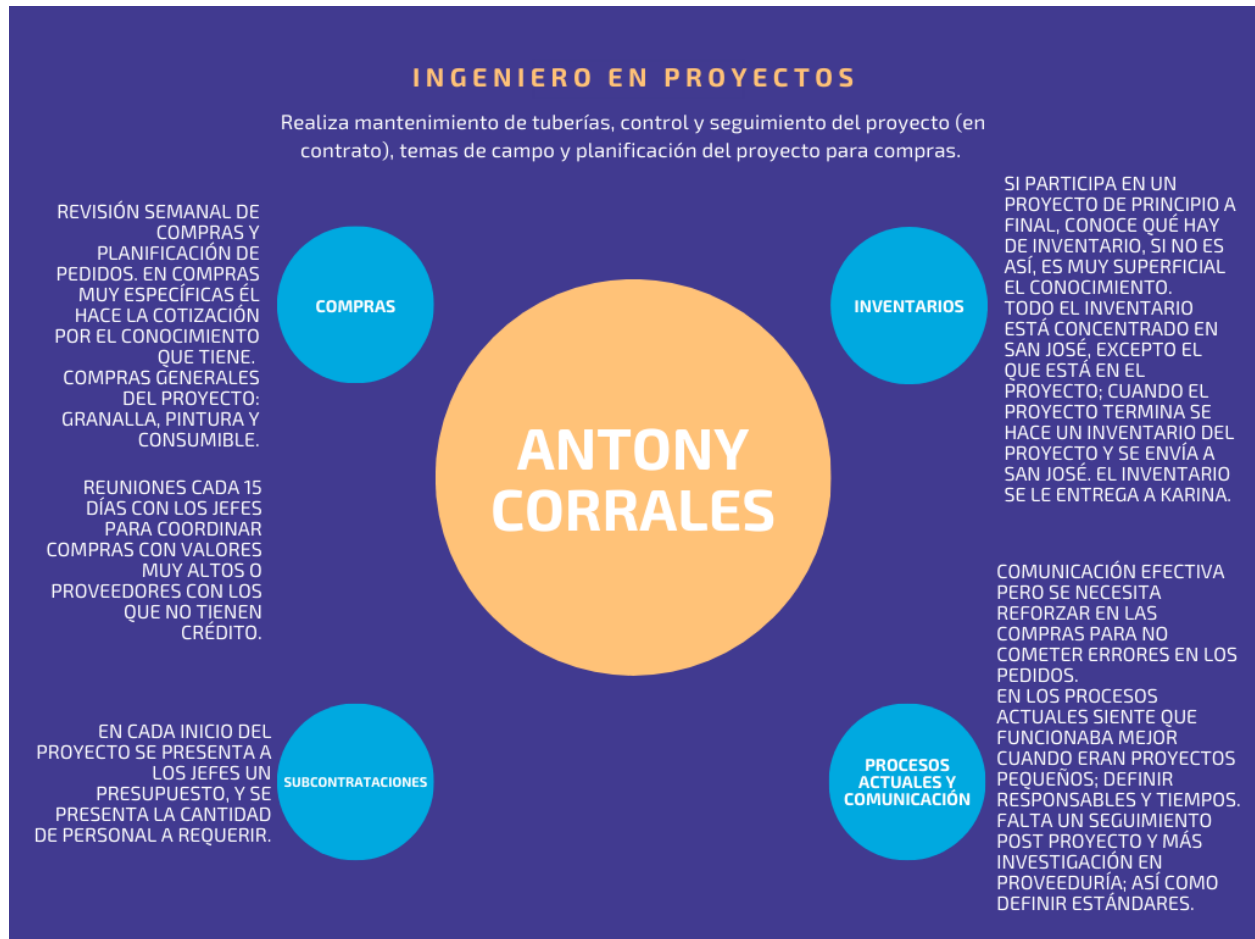 INGENIERO EN PROYECTOS
Realiza mantenimiento de tuberías, control y seguimiento del proyecto (en
contrato), temas de campo y planificación del proyecto para compras.
REVISIÓN SEMANAL DE
COMPRAS Y
PLANIFICACIÓN DE
PEDIDOS. EN COMPRAS
MUY ESPECÍFICAS ÉL
HACE LA COTIZACIÓN
POR EL CONOCIMIENTO
QUE TIENE.
COMPRAS GENERALES
DEL PROYECTO:
GRANALLA, PINTURA Y
CONSUMIBLE.
REUNIONES CADA 15
DÍAS CON LOS JEFES
PARA COORDINAR
COMPRAS CON VALORES
MUY ALTOS O
PROVEEDORES CON LOS
QUE NO TIENEN
CRÉDITO.
COMPRAS
ANTONY
CORRALES
INVENTARIOS
SI PARTICIPA EN UN
PROYECTO DE PRINCIPIO A
FINAL, CONOCE QUÉ HAY
DE INVENTARIO, SI NO ES
ASÍ, ES MUY SUPERFICIAL
EL CONOCIMIENTO.
TODO EL INVENTARIO
ESTÁ CONCENTRADO EN
SAN JOSÉ, EXCEPTO EL
QUE ESTÁ EN EL
PROYECTO; CUANDO EL
PROYECTO TERMINA SE
HACE UN INVENTARIO DEL
PROYECTO Y SE ENVÍA A
SAN JOSÉ. EL INVENTARIO
SE LE ENTREGA A KARINA.
EN CADA INICIO DEL
PROYECTO SE PRESENTA A
LOS JEFES UN
PRESUPUESTO, Y SE
PRESENTA LA CANTIDAD
DE PERSONAL A REQUERIR.
SUBCONTRATACIONES
PROCESOS
ACTUALES Y
COMUNICACIÓN
COMUNICACIÓN EFECTIVA
PERO SE NECESITA
REFORZAR EN LAS
COMPRAS PARA NO
COMETER ERRORES EN LOS
PEDIDOS.
EN LOS PROCESOS
ACTUALES SIENTE QUE
FUNCIONABA MEJOR
CUANDO ERAN PROYECTOS
PEQUEÑOS; DEFINIR
RESPONSABLES Y TIEMPOS.
FALTA UN SEGUIMIENTO
POST PROYECTO Y MÁS
INVESTIGACIÓN EN
PROVEEDURÍA; ASÍ COMO
DEFINIR ESTÁNDARES.